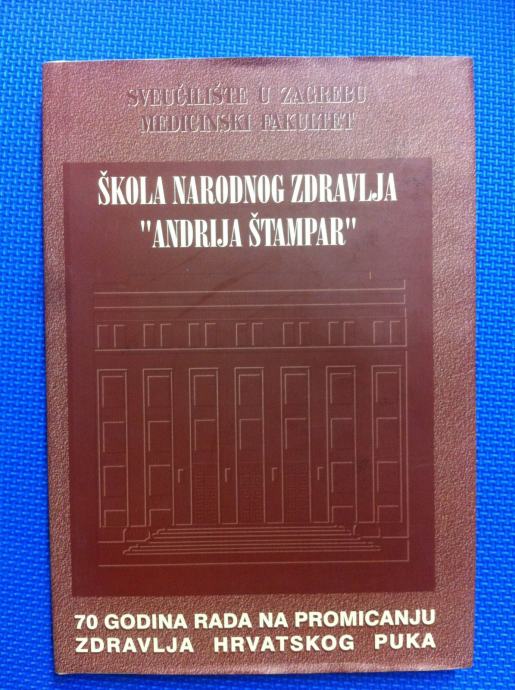 SVEUČILIŠTE U ZAGREBU
MEDICINSKI FAKULTET
ŠKOLA NARODNOG ZDRAVLJA
"ANDRIJA ŠTAMPAR"
70 GODINA RADA NA PROMICANJU
ZDRAVLJA HRVATSKOG PUKA